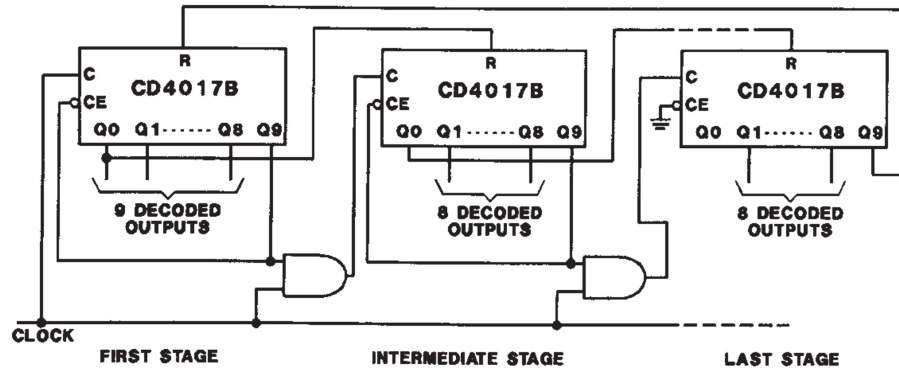 R
C
CD4017B
CE
Q0 Q1 ...... Q8 Q9
9 DECODED
OUTPUTS
R
C
CD4017B
CE
Q0 Q1 ...... Q8 Q9
8 DECODED
OUTPUTS
R
C
CD4017B
CE
Q0 Q1 ...... Q8 Q9
8 DECODED
OUTPUTS
CLOCK
FIRST STAGE
INTERMEDIATE STAGE
LAST STAGE